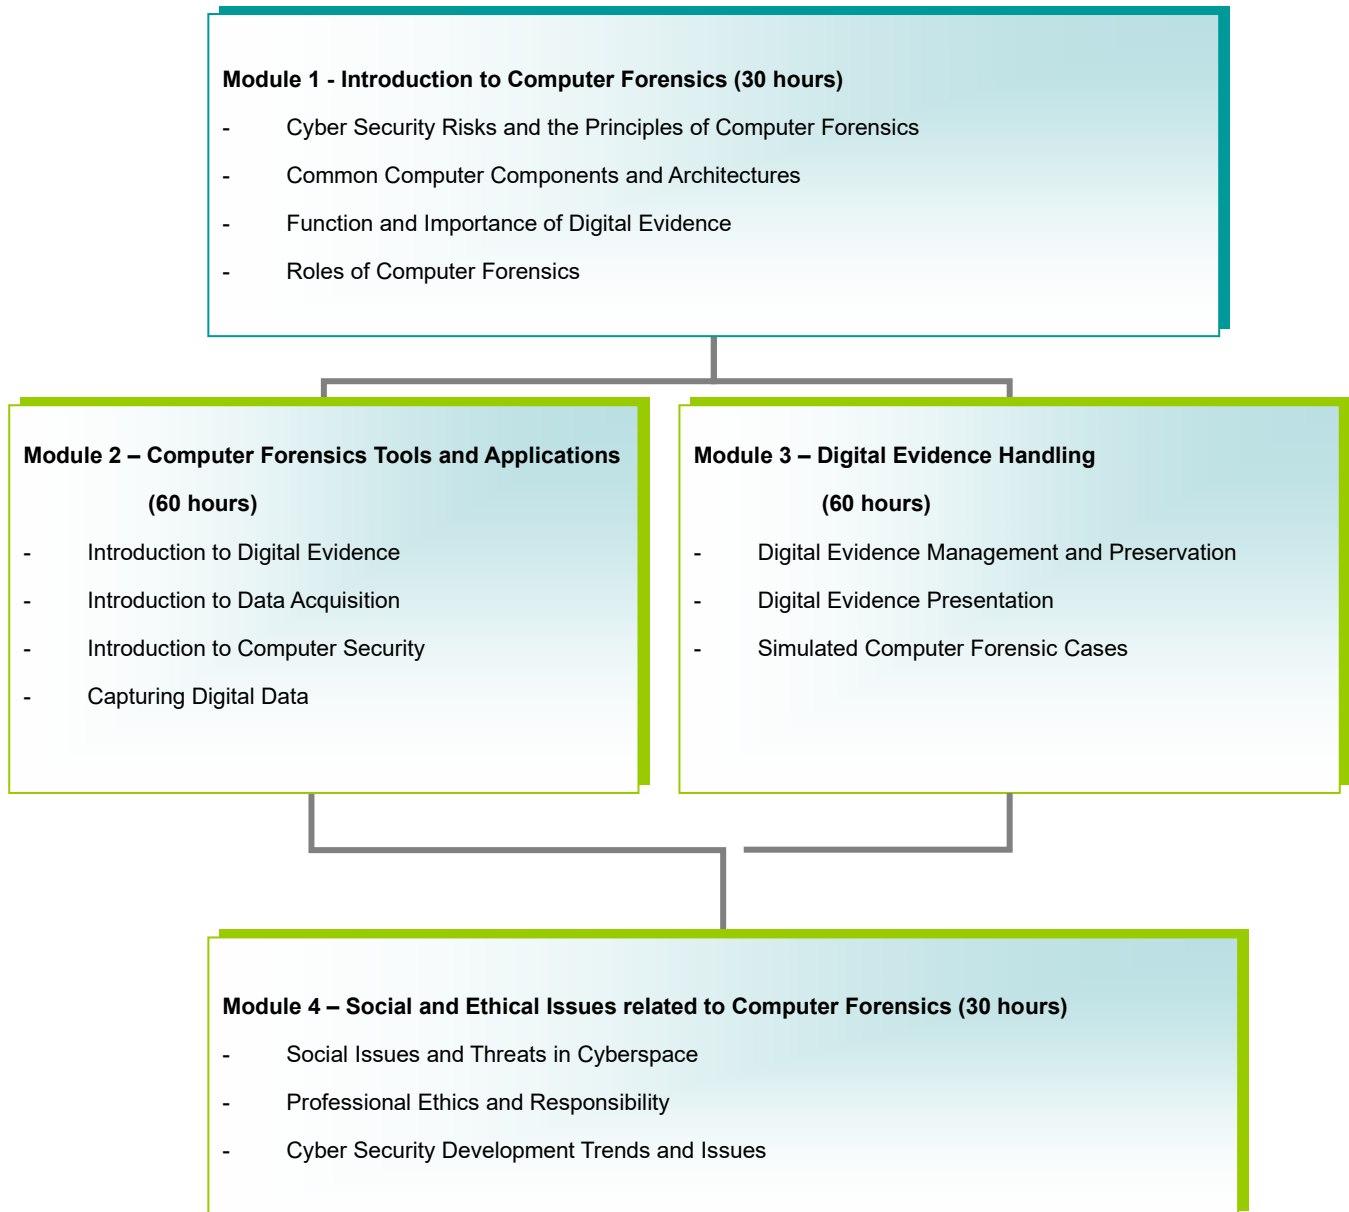 Module 1 - Introduction to Computer Forensics (30 hours)
- Cyber Security Risks and the Principles of Computer Forensics
- Common Computer Components and Architectures
- Function and Importance of Digital Evidence
- Roles of Computer Forensics
Module 2 – Computer Forensics Tools and Applications
(60 hours)
- Introduction to Digital Evidence
- Introduction to Data Acquisition
- Introduction to Computer Security
- Capturing Digital Data
Module 3 – Digital Evidence Handling
(60 hours)
- Digital Evidence Management and Preservation
- Digital Evidence Presentation
- Simulated Computer Forensic Cases
Module 4 – Social and Ethical Issues related to Computer Forensics (30 hours)
- Social Issues and Threats in Cyberspace
- Professional Ethics and Responsibility
- Cyber Security Development Trends and Issues